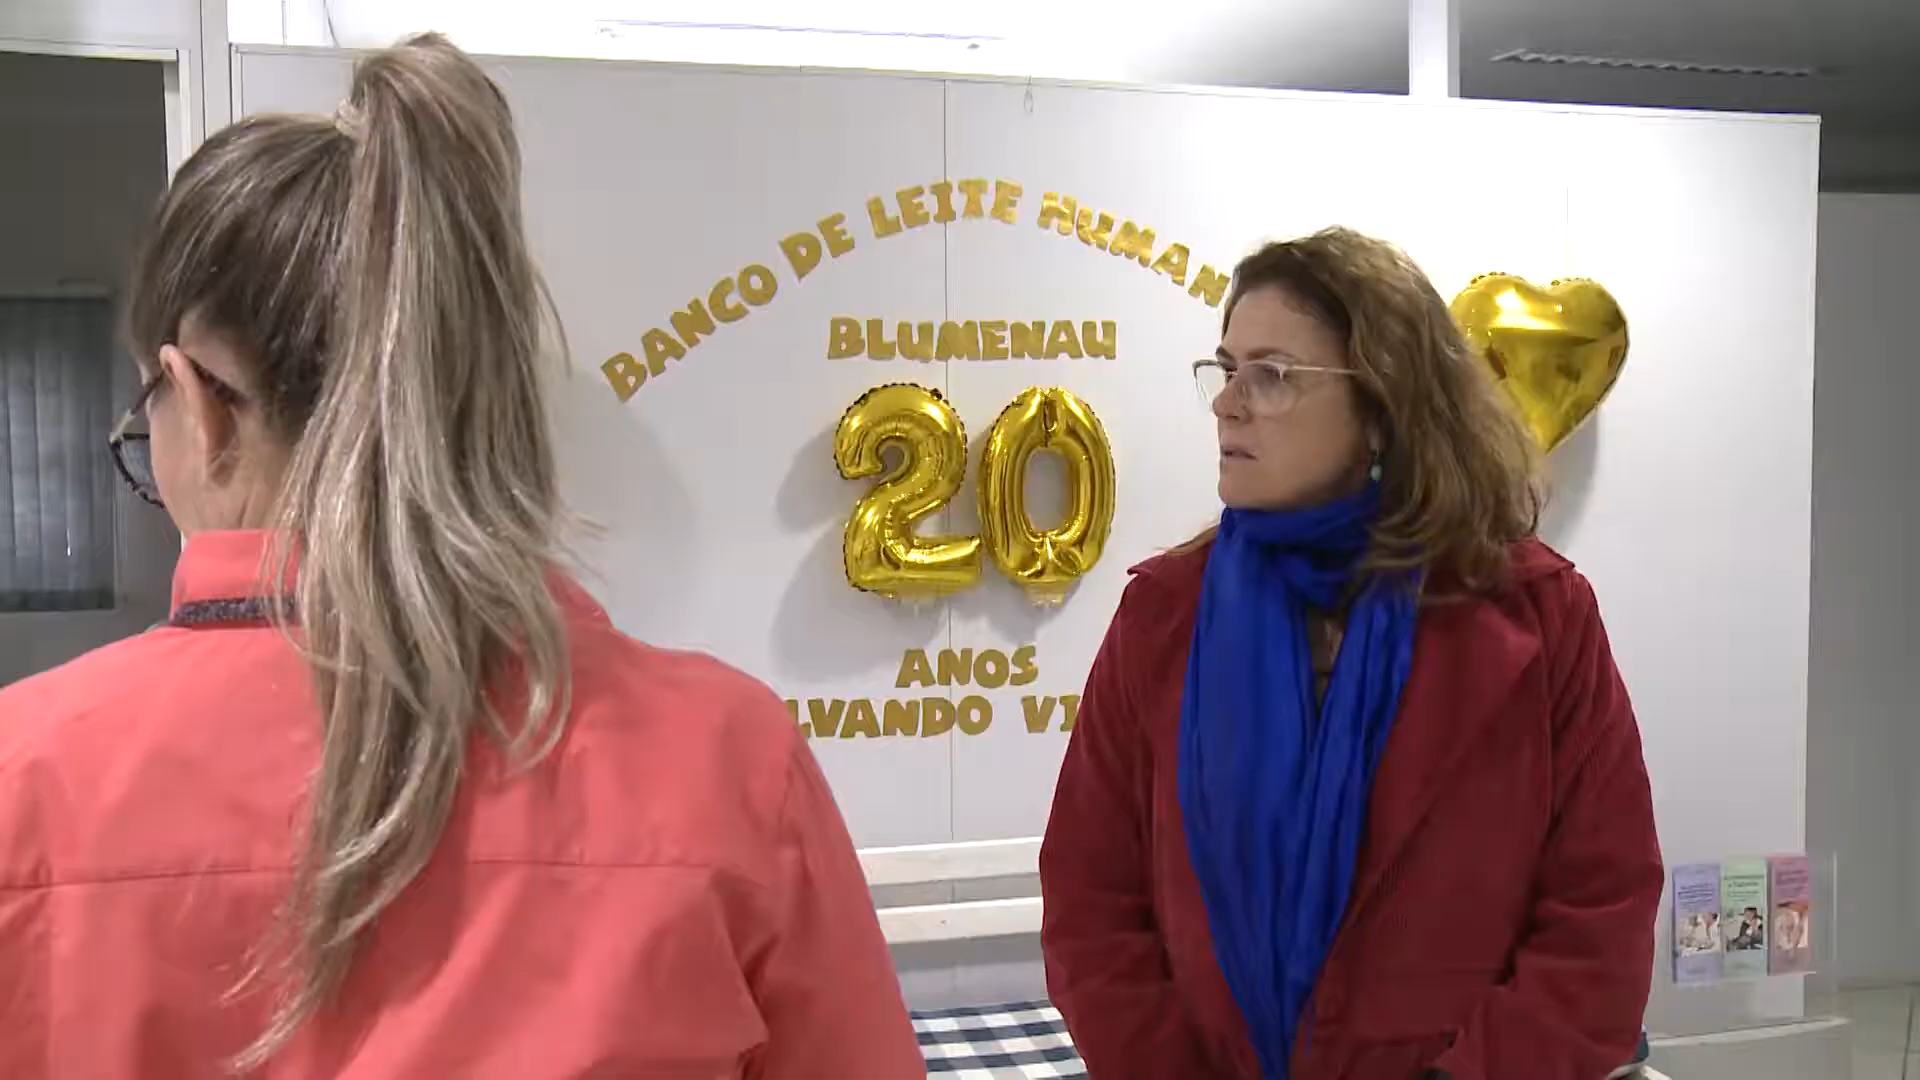 BANCO DE LEITE HUMAN
BLUMENAU
20
ANOS
LVANDO VI